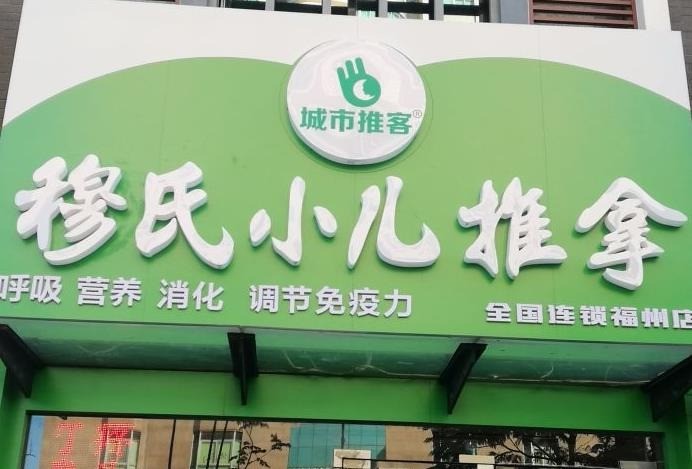 城市推客®
穆氏小儿推拿
呼吸 营养 消化 调节免疫力
全国连锁福州店